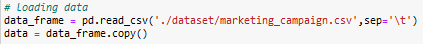 # Loading data
data_frame = pd.read_csv('./dataset/marketing_campaign.csv',sep='\t')
data = data_frame.copy()